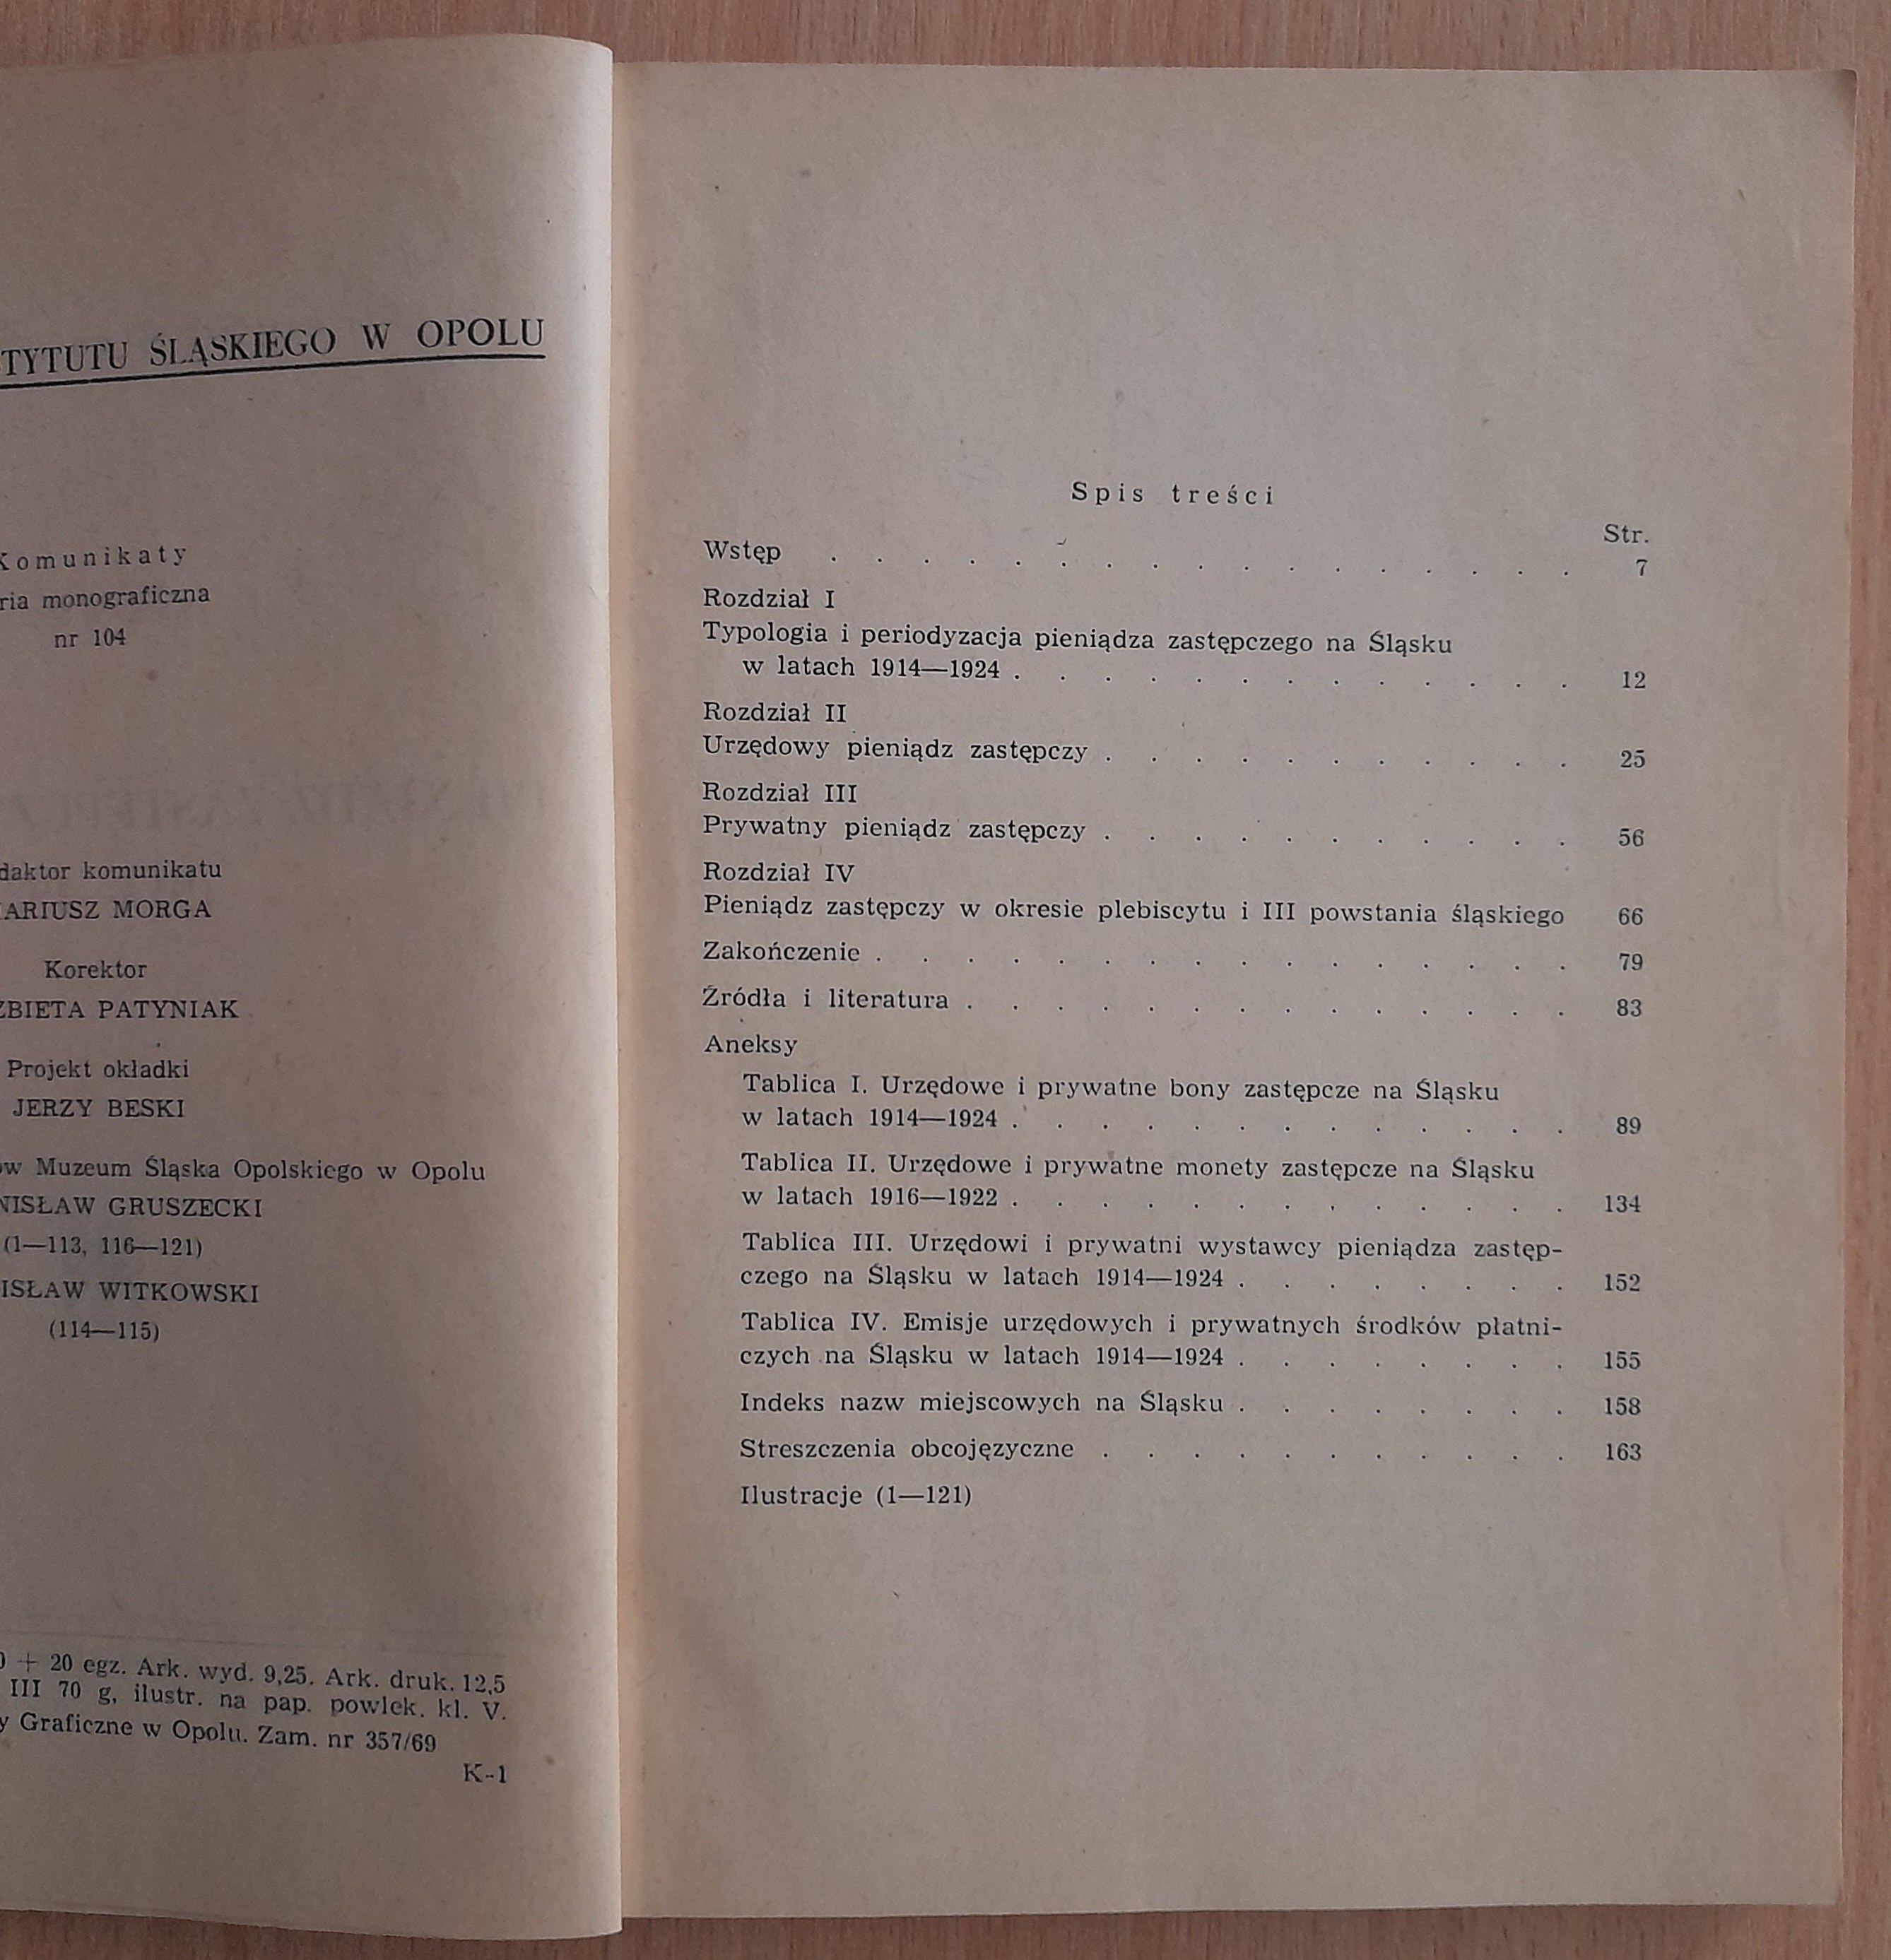 TYTUTU ŚLĄSKIEGO W OPOLU
Komunikaty
ria monograficzna
nr 104
daktor komunikatu
ARIUSZ MORGA
Korektor
ZBIETA PATYNIAK
Projekt okładki
JERZY BESKI
ów Muzeum Śląska Opolskiego w Opolu
NISŁAW GRUSZECKI
(1—113, 116—121)
ISŁAW WITKOWSKI
(114—115)
0 + 20 egz. Ark. wyd. 9,25. Ark. druk. 12,5
III 70 g, ilustr. na pap. powlek. kl. V.
y Graficzne w Opolu. Zam. nr 357/69
K-1
Spis treści
Str.
Wstęp . . . . . . . . . . . . . . . . . 7
Rozdział I
Typologia i periodyzacja pieniądza zastępczego na Śląsku
w latach 1914—1924 . . . . . . . . . . . . . 12
Rozdział II
Urzędowy pieniądz zastępczy . . . . . . . . . . . 25
Rozdział III
Prywatny pieniądz zastępczy . . . . . . . . . . . 56
Rozdział IV
Pieniądz zastępczy w okresie plebiscytu i III powstania śląskiego 66
Zakończenie . . . . . . . . . . . . . . . . 79
Źródła i literatura . . . . . . . . . . . . . . 83
Aneksy
Tablica I. Urzędowe i prywatne bony zastępcze na Śląsku
w latach 1914—1924 . . . . . . . . . . . . . 89
Tablica II. Urzędowe i prywatne monety zastępcze na Śląsku
w latach 1916—1922 . . . . . . . . . . . . . 134
Tablica III. Urzędowi i prywatni wystawcy pieniądza zastęp-
czego na Śląsku w latach 1914—1924 . . . . . . . . 152
Tablica IV. Emisje urzędowych i prywatnych środków płatni-
czych na Śląsku w latach 1914—1924 . . . . . . . . 155
Indeks nazw miejscowych na Śląsku . . . . . . . . 158
Streszczenia obcojęzyczne . . . . . . . . . . . 163
Ilustracje (1—121)